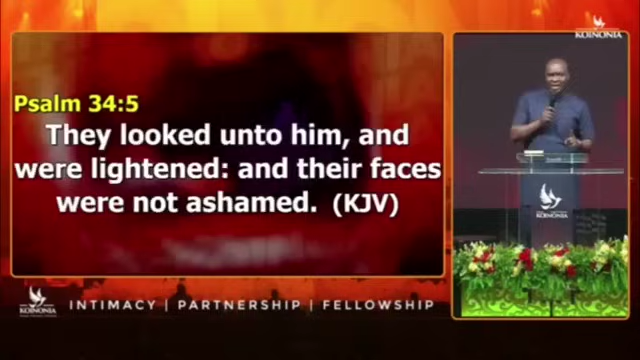 Psalm 34:5
They looked unto him, and
were lightened: and their faces
were not ashamed. (KJV)
KOINONIA
KOINONIA
KOINONIA
INTIMACY | PARTNERSHIP | FELLOWSHIP